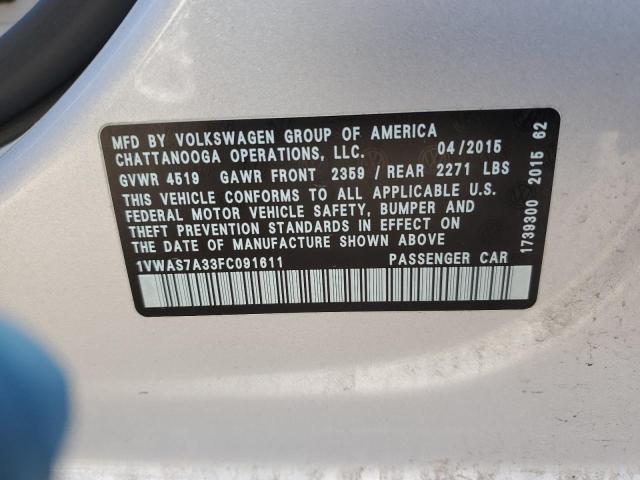 MFD BY VOLKSWAGEN GROUP OF AMERICA
CHATTANOOGA OPERATIONS, LLC. 04/2015
GVWR 4519 GAWR FRONT 2359 / REAR 2271 LBS
THIS VEHICLE CONFORMS TO ALL APPLICABLE U.S.
FEDERAL MOTOR VEHICLE SAFETY, BUMPER AND
THEFT PREVENTION STANDARDS IN EFFECT ON
THE DATE OF MANUFACTURE SHOWN ABOVE
1VWAS7A33FC091611 PASSENGER CAR
1739300 2015 62